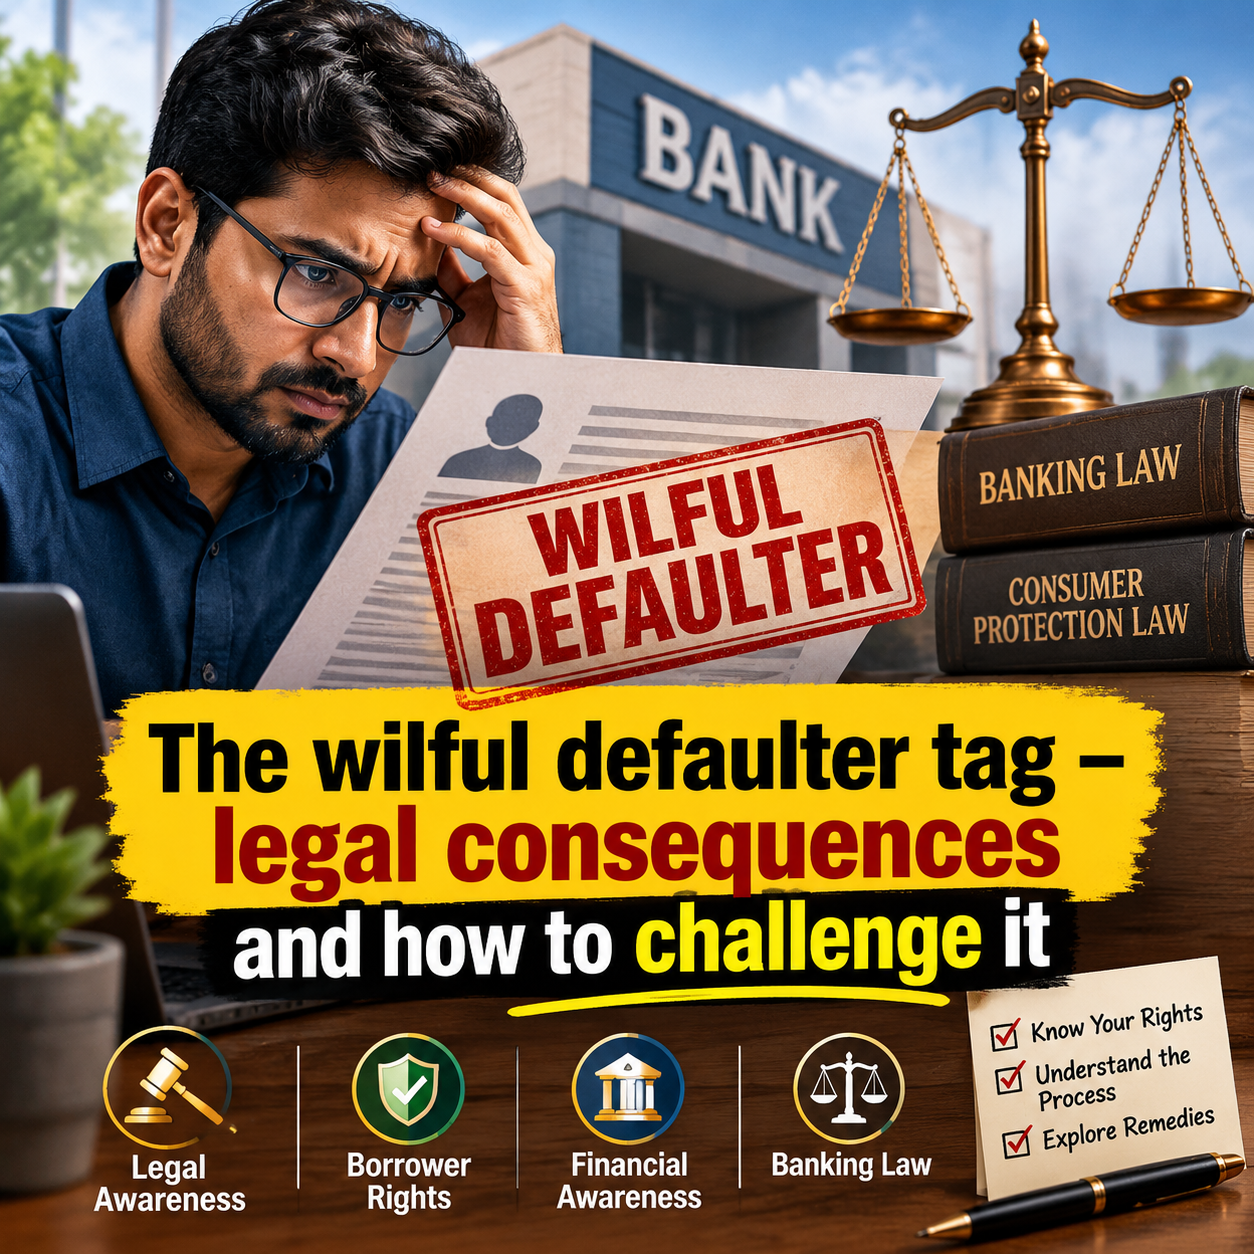 BANK
BANKING LAW
CONSUMER
PROTECTION LAW
WILFUL
DEFAULTER
The wilful defaulter tag –
legal consequences
and how to challenge it
Know Your Rights
Understand the
Process
Explore Remedies
Legal
Awareness
Borrower
Rights
Financial
Awareness
Banking Law